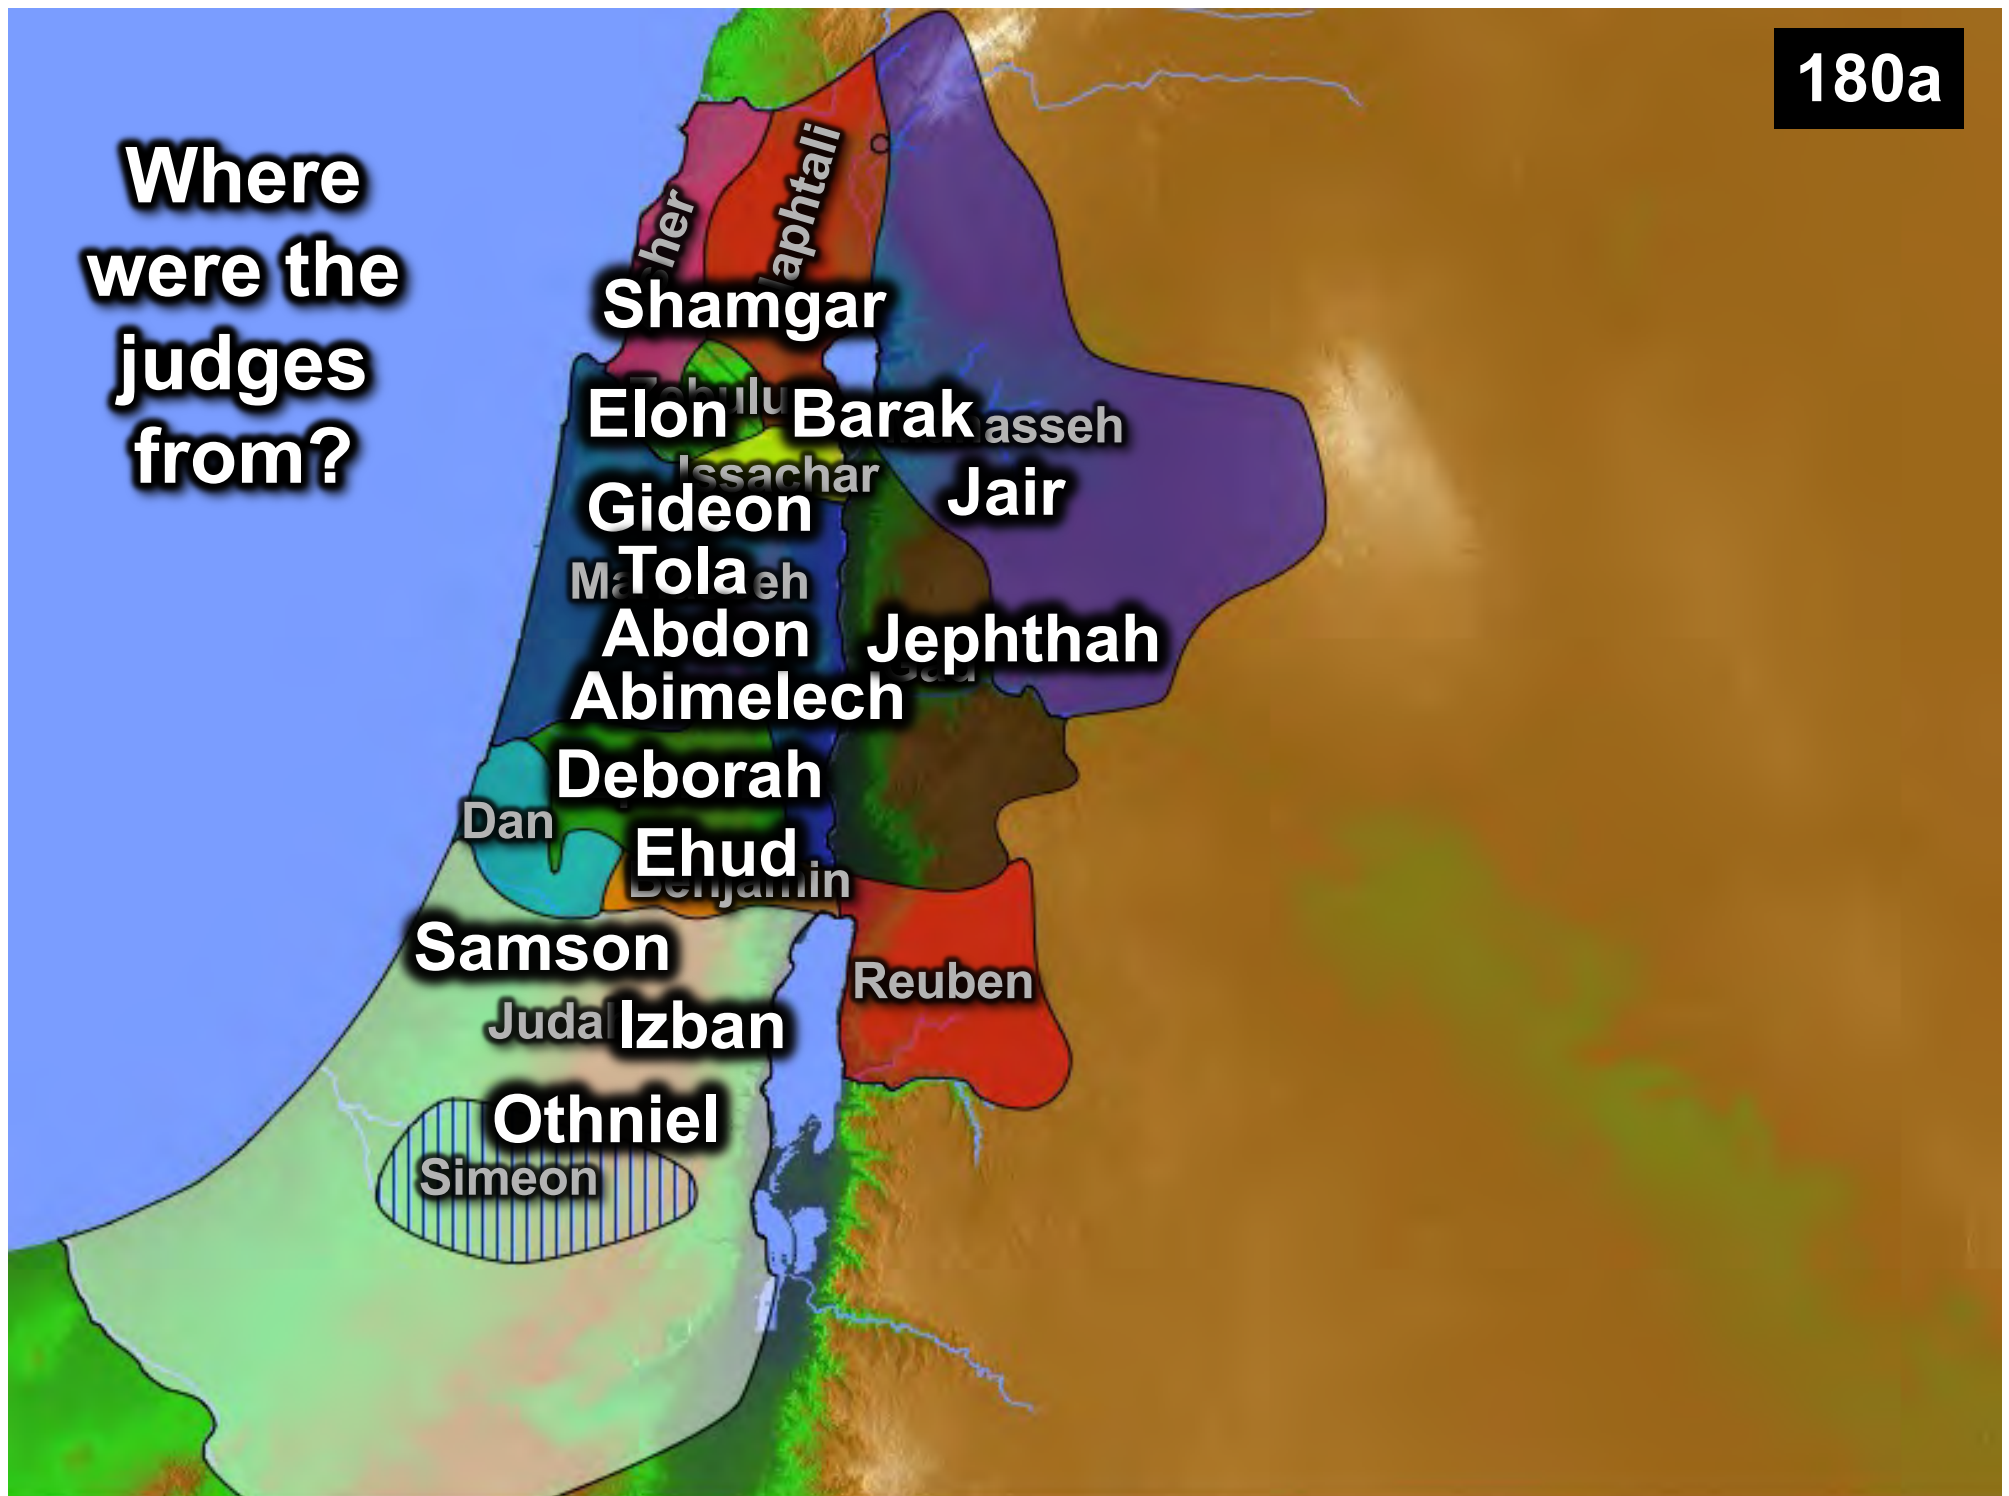 180a
Where
were the
judges
from?
Shamgar
Elon
Barak
Issachar
Gideon
Jair
Tola
Abdon
Jephthah
Abimelech
Deborah
Dan
Ehud
Benjamin
Samson
Reuben
Izban
Othniel
Simeon